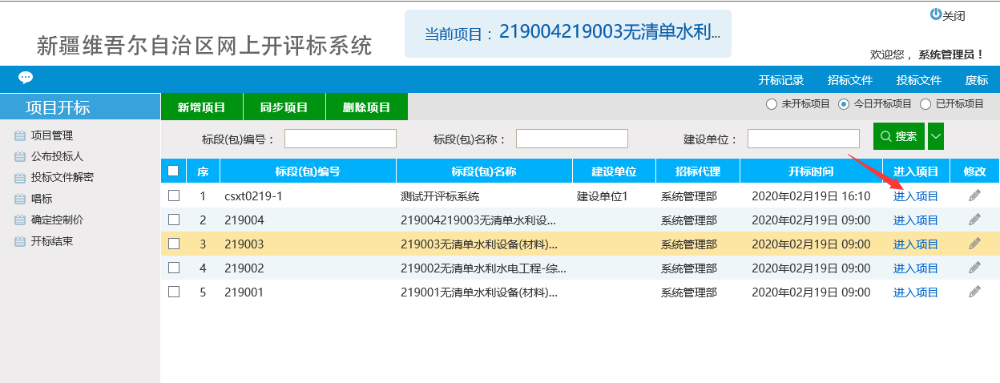 关闭
新疆维吾尔自治区网上开评标系统
当前项目： 219004219003无清单水利...
欢迎您， 系统管理员！
开标记录 招标文件 投标文件 废标
项目开标
项目管理
公布投标人
投标文件解密
唱标
确定控制价
开标结束
新增项目 同步项目 删除项目 未开标项目 今日开标项目 已开标项目
标段(包)编号： 标段(包)名称： 建设单位： 搜索
序 标段(包)编号 标段(包)名称 建设单位 招标代理 开标时间 进入项目 修改
1 csxt0219-1 测试开评标系统 建设单位1 系统管理部 2020年02月19日 16:10 进入项目
2 219004 219004219003无清单水利设... 系统管理部 2020年02月19日 09:00 进入项目
3 219003 219003无清单水利设备(材料)... 系统管理部 2020年02月19日 09:00 进入项目
4 219002 219002无清单水利水电工程-综... 系统管理部 2020年02月19日 09:00 进入项目
5 219001 219001无清单水利设备(材料)... 系统管理部 2020年02月19日 09:00 进入项目